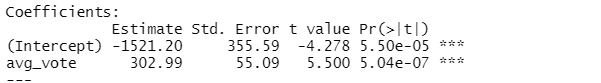 Coefficients:
Estimate Std. Error t value Pr(>|t|)
(Intercept) -1521.20 355.59 -4.278 5.50e-05 ***
avg_vote 302.99 55.09 5.500 5.04e-07 ***
---